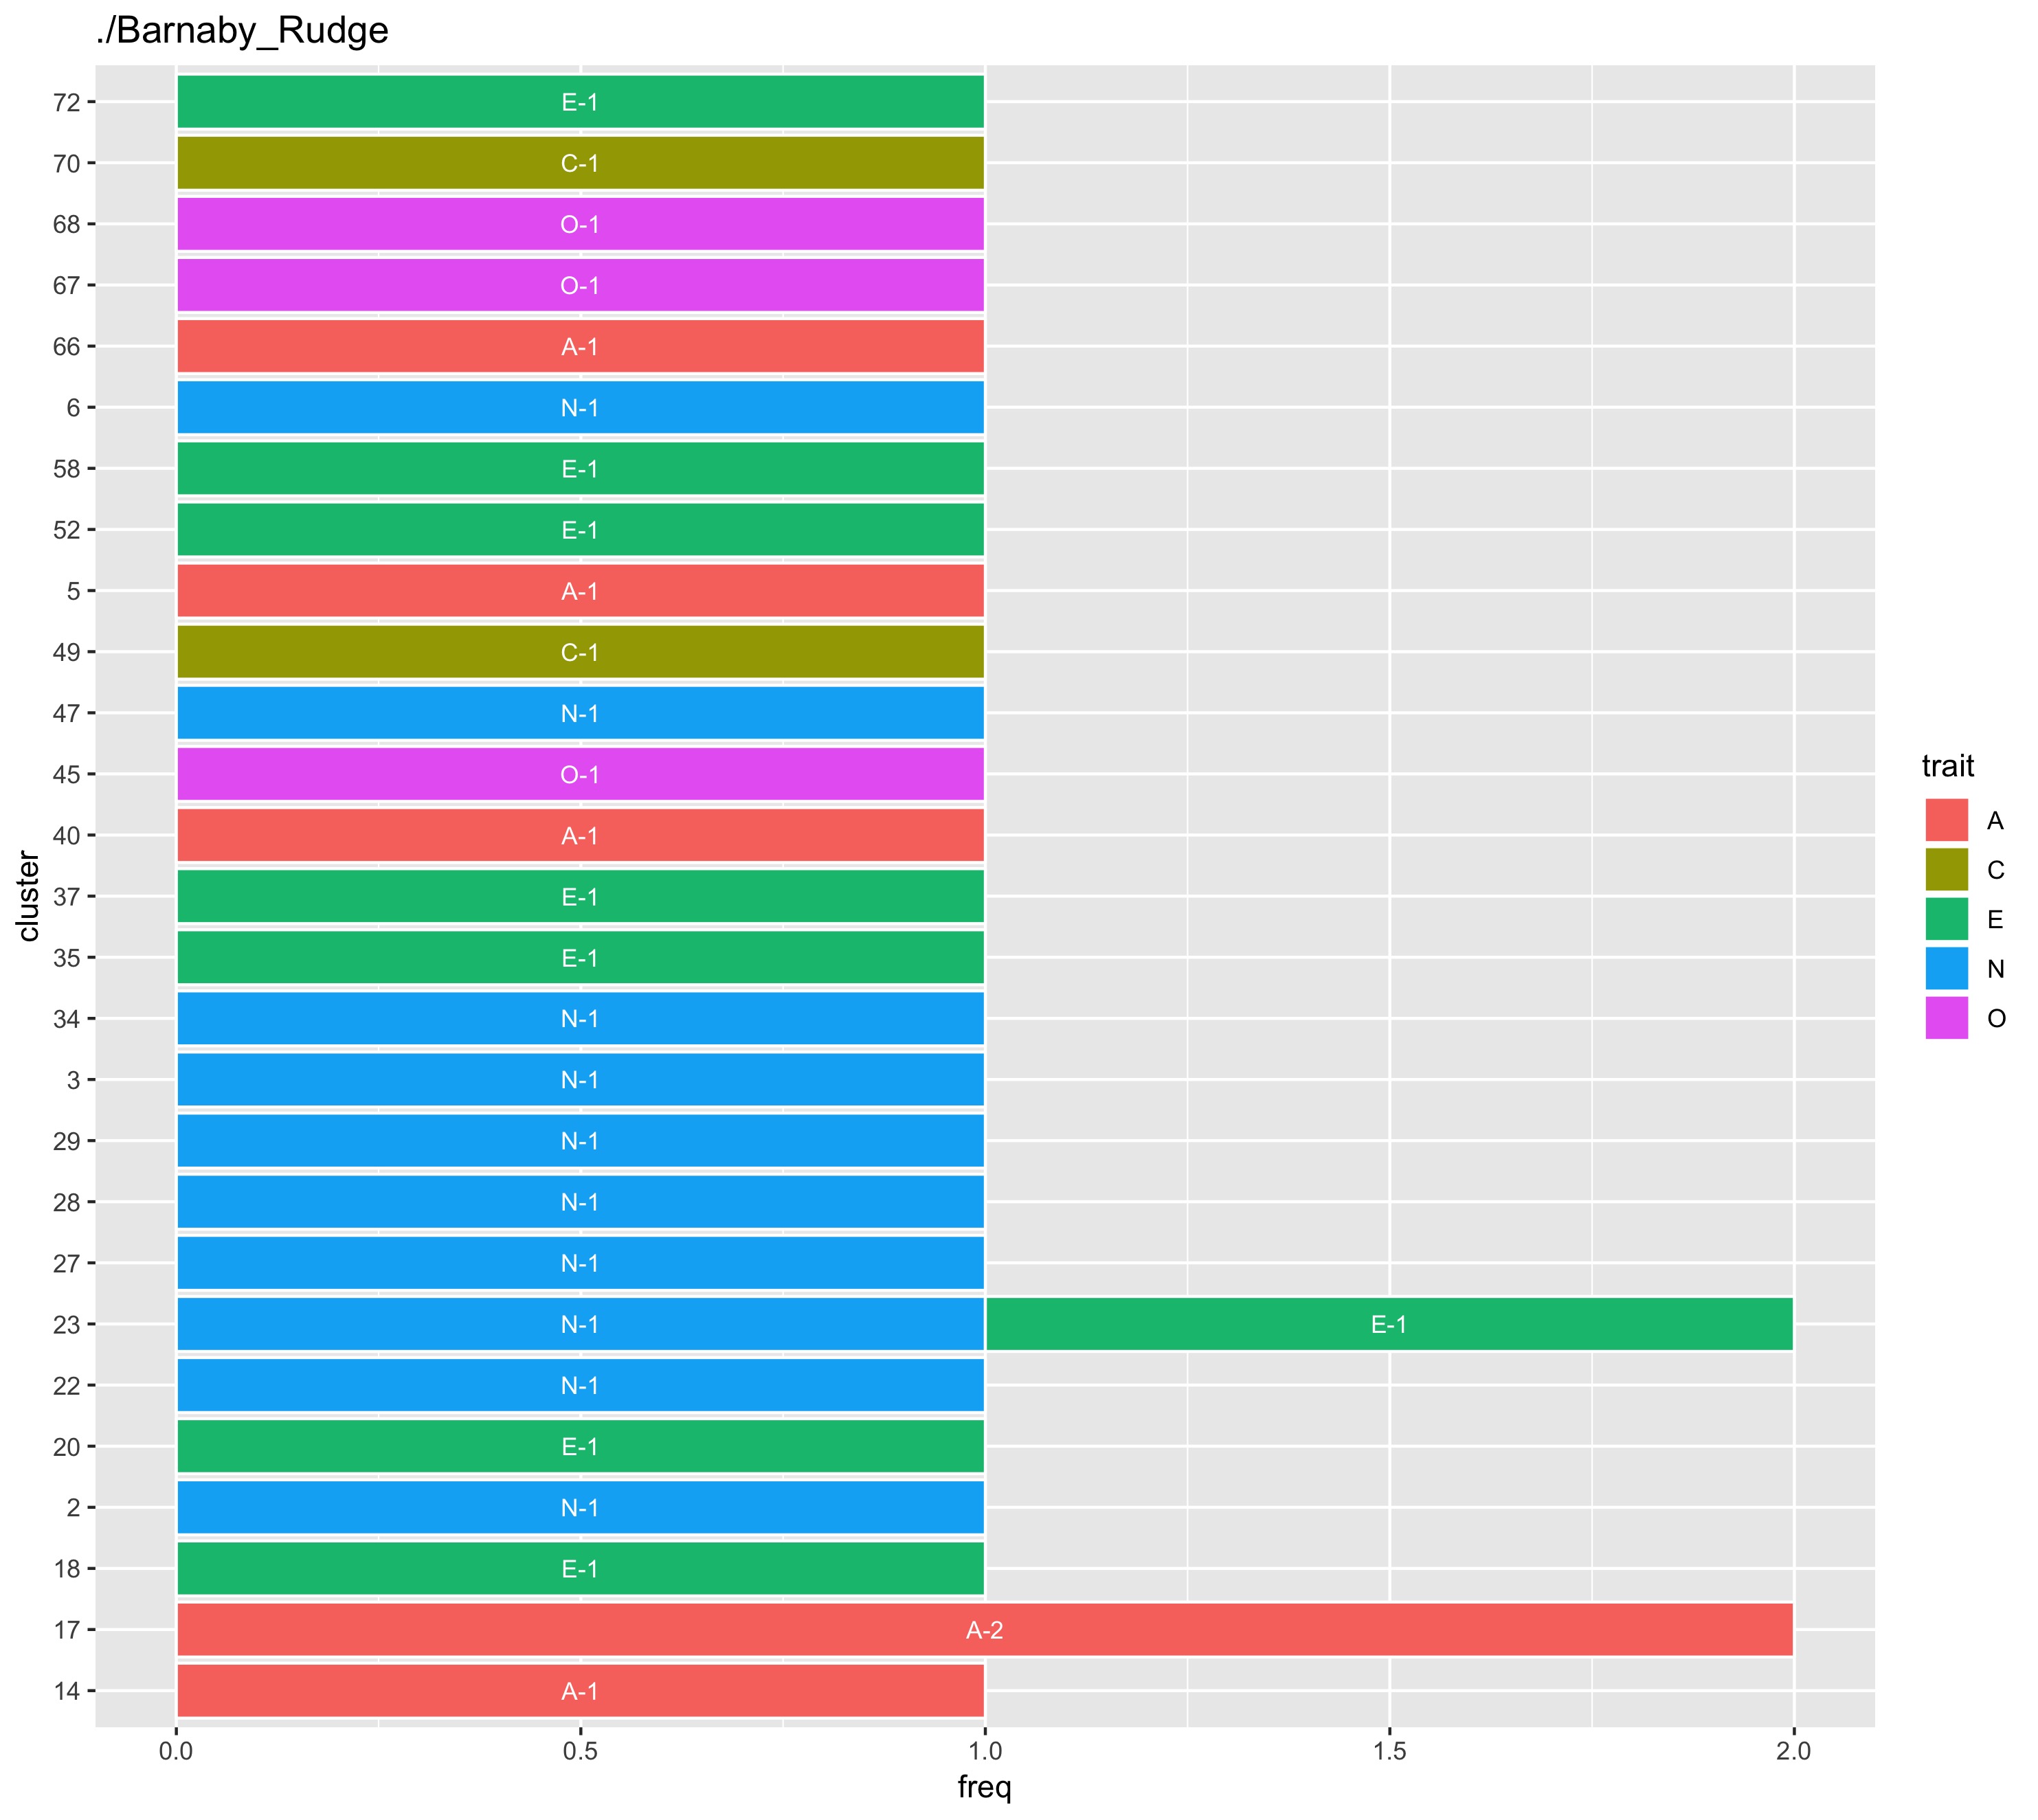 ./Barnaby_Rudge
72 E-1
70 C-1
68 O-1
67 O-1
66 A-1
6 N-1
58 E-1
52 E-1
5 A-1
49 C-1
47 N-1
45 O-1
40 A-1
37 E-1
35 E-1
34 N-1
3 N-1
29 N-1
28 N-1
27 N-1
23 N-1 E-1
22 N-1
20 E-1
2 N-1
18 E-1
17 A-2
14 A-1
0.0 0.5 1.0 1.5 2.0
freq
cluster
trait
A
C
E
N
O